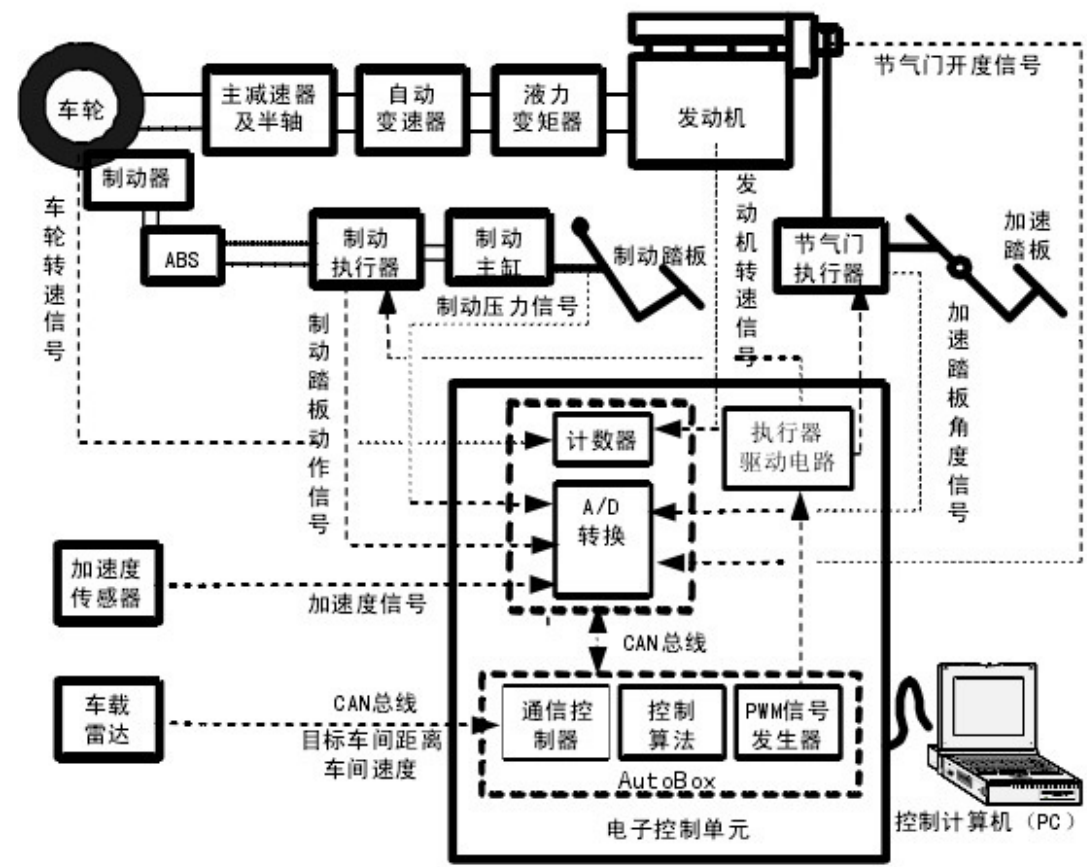 节气门开度信号
车轮
主减速器
及半轴
自动
变速器
液力
变矩器
发动机
制动器
ABS
制动
执行器
制动
主缸
制动踏板
制动压力信号
节气门
执行器
加速
踏板
车轮转速信号
制动踏板动作信号
发动机转速信号
加速踏板角度信号
计数器
执行器
驱动电路
A/D
转换
加速度
传感器
加速度信号
CAN总线
车载
雷达
CAN总线
目标车间距离
车间速度
通信控
制器
控制
算法
PWM信号
发生器
AutoBox
电子控制单元
控制计算机（PC）